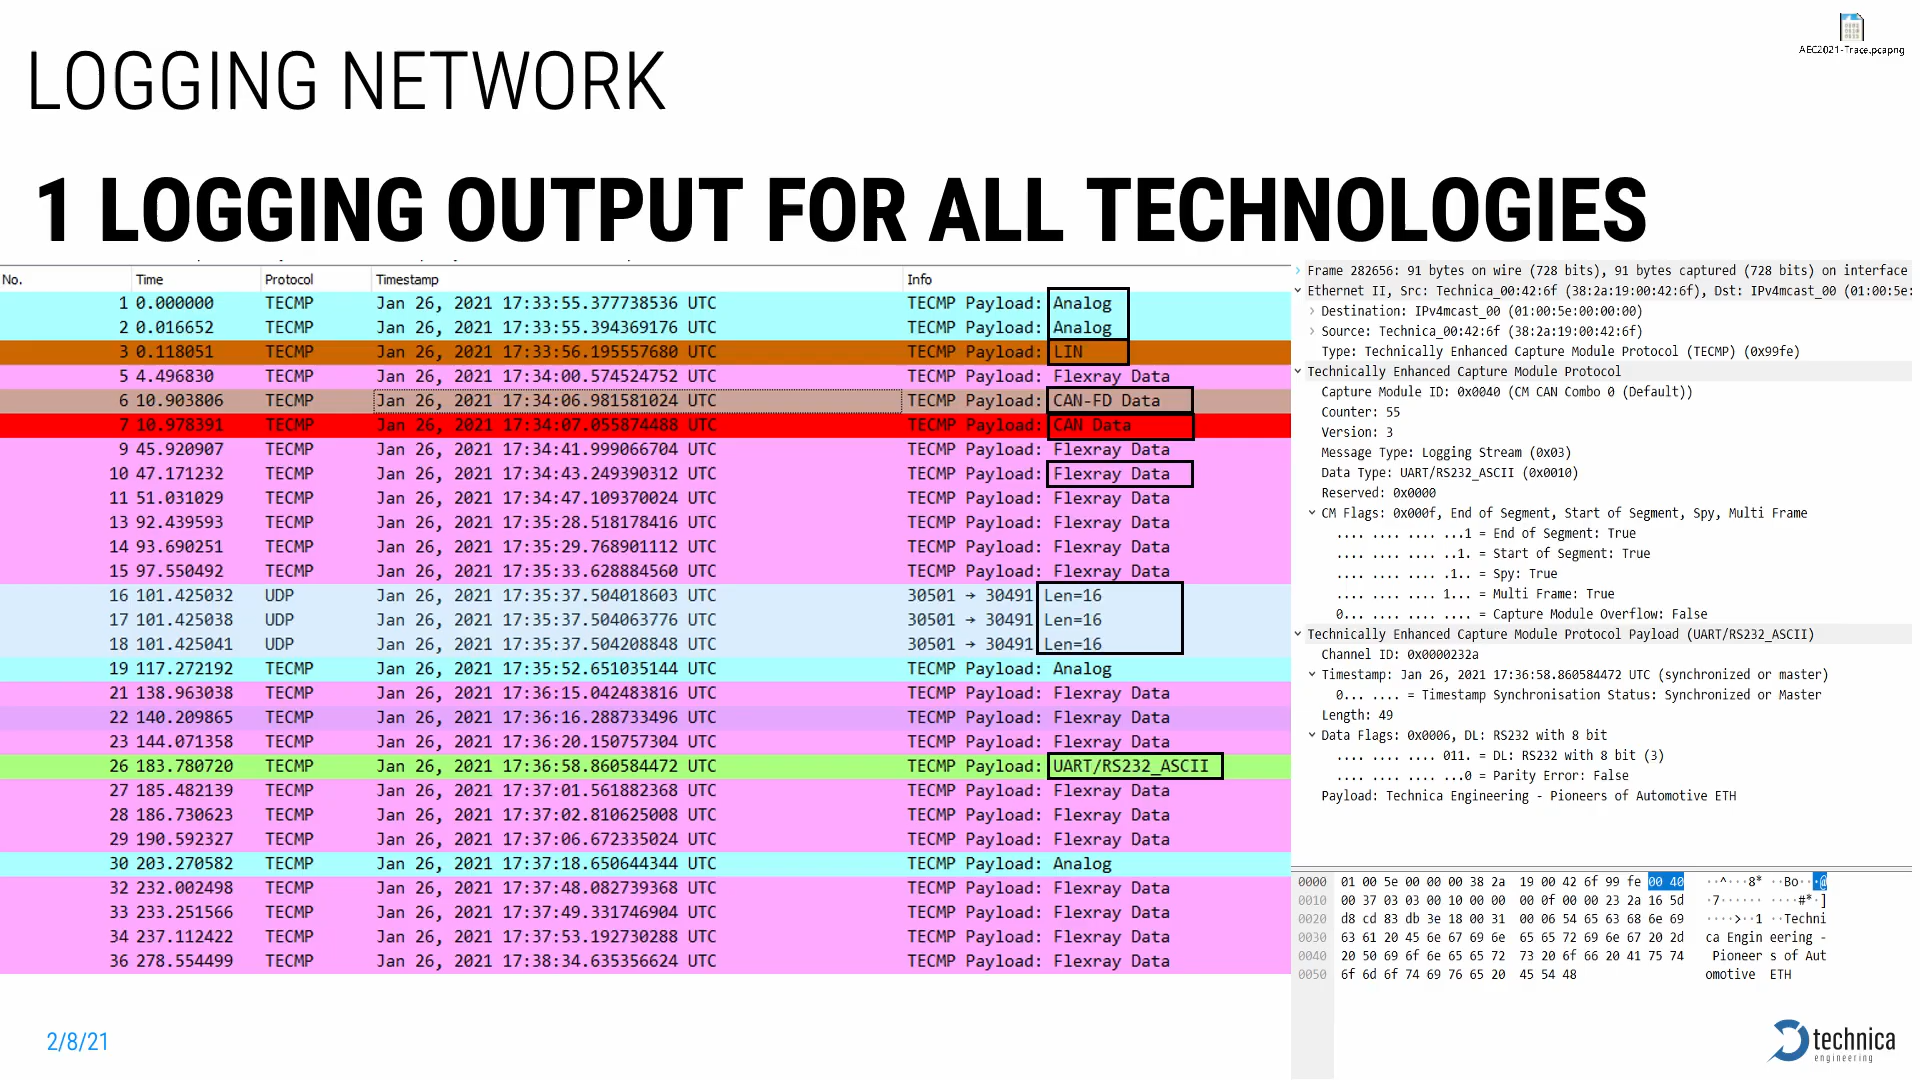 AEC2021-Trace.pcapng
LOGGING NETWORK
1 LOGGING OUTPUT FOR ALL TECHNOLOGIES
No. Time Protocol Timestamp Info
1 0.000000 TECMP Jan 26, 2021 17:33:55.377738536 UTC TECMP Payload: Analog
2 0.016652 TECMP Jan 26, 2021 17:33:55.394369176 UTC TECMP Payload: Analog
3 0.118051 TECMP Jan 26, 2021 17:33:56.195557680 UTC TECMP Payload: LIN
5 4.496830 TECMP Jan 26, 2021 17:34:00.574524752 UTC TECMP Payload: Flexray Data
6 10.903806 TECMP Jan 26, 2021 17:34:06.981581024 UTC TECMP Payload: CAN-FD Data
7 10.978391 TECMP Jan 26, 2021 17:34:07.055874488 UTC TECMP Payload: CAN Data
9 45.920907 TECMP Jan 26, 2021 17:34:41.999066704 UTC TECMP Payload: Flexray Data
10 47.171232 TECMP Jan 26, 2021 17:34:43.249390312 UTC TECMP Payload: Flexray Data
11 51.031029 TECMP Jan 26, 2021 17:34:47.109370024 UTC TECMP Payload: Flexray Data
13 92.439593 TECMP Jan 26, 2021 17:35:28.518178416 UTC TECMP Payload: Flexray Data
14 93.690251 TECMP Jan 26, 2021 17:35:29.768901112 UTC TECMP Payload: Flexray Data
15 97.550492 TECMP Jan 26, 2021 17:35:33.628884560 UTC TECMP Payload: Flexray Data
16 101.425032 UDP Jan 26, 2021 17:35:37.504018603 UTC 30501 → 30491 Len=16
17 101.425038 UDP Jan 26, 2021 17:35:37.504063776 UTC 30501 → 30491 Len=16
18 101.425041 UDP Jan 26, 2021 17:35:37.504208848 UTC 30501 → 30491 Len=16
19 117.272192 TECMP Jan 26, 2021 17:35:52.651035144 UTC TECMP Payload: Analog
21 138.963038 TECMP Jan 26, 2021 17:36:15.042483816 UTC TECMP Payload: Flexray Data
22 140.209865 TECMP Jan 26, 2021 17:36:16.288733496 UTC TECMP Payload: Flexray Data
23 144.071358 TECMP Jan 26, 2021 17:36:20.150757304 UTC TECMP Payload: Flexray Data
26 183.780720 TECMP Jan 26, 2021 17:36:58.860584472 UTC TECMP Payload: UART/RS232_ASCII
27 185.482139 TECMP Jan 26, 2021 17:37:01.561882368 UTC TECMP Payload: Flexray Data
28 186.730623 TECMP Jan 26, 2021 17:37:02.810625008 UTC TECMP Payload: Flexray Data
29 190.592327 TECMP Jan 26, 2021 17:37:06.672335024 UTC TECMP Payload: Flexray Data
30 203.270582 TECMP Jan 26, 2021 17:37:18.650644344 UTC TECMP Payload: Analog
32 232.002498 TECMP Jan 26, 2021 17:37:48.082739368 UTC TECMP Payload: Flexray Data
33 233.251566 TECMP Jan 26, 2021 17:37:49.331746904 UTC TECMP Payload: Flexray Data
34 237.112422 TECMP Jan 26, 2021 17:37:53.192730288 UTC TECMP Payload: Flexray Data
36 278.554499 TECMP Jan 26, 2021 17:38:34.635356624 UTC TECMP Payload: Flexray Data
Frame 282656: 91 bytes on wire (728 bits), 91 bytes captured (728 bits) on interface
Ethernet II, Src: Technica_00:42:6f (38:2a:19:00:42:6f), Dst: IPv4mcast_00 (01:00:5e:
Destination: IPv4mcast_00 (01:00:5e:00:00:00)
Source: Technica_00:42:6f (38:2a:19:00:42:6f)
Type: Technically Enhanced Capture Module Protocol (TECMP) (0x99fe)
Technically Enhanced Capture Module Protocol
Capture Module ID: 0x0040 (CM CAN Combo 0 (Default))
Counter: 55
Version: 3
Message Type: Logging Stream (0x03)
Data Type: UART/RS232_ASCII (0x0010)
Reserved: 0x0000
CM Flags: 0x000f, End of Segment, Start of Segment, Spy, Multi Frame
.... .... .... ...1 = End of Segment: True
.... .... .... ..1. = Start of Segment: True
.... .... .... .1.. = Spy: True
.... .... .... 1... = Multi Frame: True
0... .... .... .... = Capture Module Overflow: False
Technically Enhanced Capture Module Protocol Payload (UART/RS232_ASCII)
Channel ID: 0x0000232a
Timestamp: Jan 26, 2021 17:36:58.860584472 UTC (synchronized or master)
0... .... = Timestamp Synchronisation Status: Synchronized or Master
Length: 49
Data Flags: 0x0006, DL: RS232 with 8 bit
.... .... .... 011. = DL: RS232 with 8 bit (3)
.... .... .... ...0 = Parity Error: False
Payload: Technica Engineering - Pioneers of Automotive ETH
0000 01 00 5e 00 00 00 38 2a 19 00 42 6f 99 fe 00 40 ··^···8* ··Bo···@
0010 00 37 03 03 00 10 00 00 00 0f 00 00 23 2a 16 5d ·7······ ····#*·]
0020 d8 cd 83 db 3e 18 00 31 00 06 54 65 63 68 6e 69 ····>··1 ··Techni
0030 63 61 20 45 6e 67 69 6e 65 65 72 69 6e 67 20 2d ca Engin eering -
0040 20 50 69 6f 6e 65 65 72 73 20 6f 66 20 41 75 74 Pioneer s of Aut
0050 6f 6d 6f 74 69 76 65 20 45 54 48 omotive ETH
2/8/21
technica
engineering